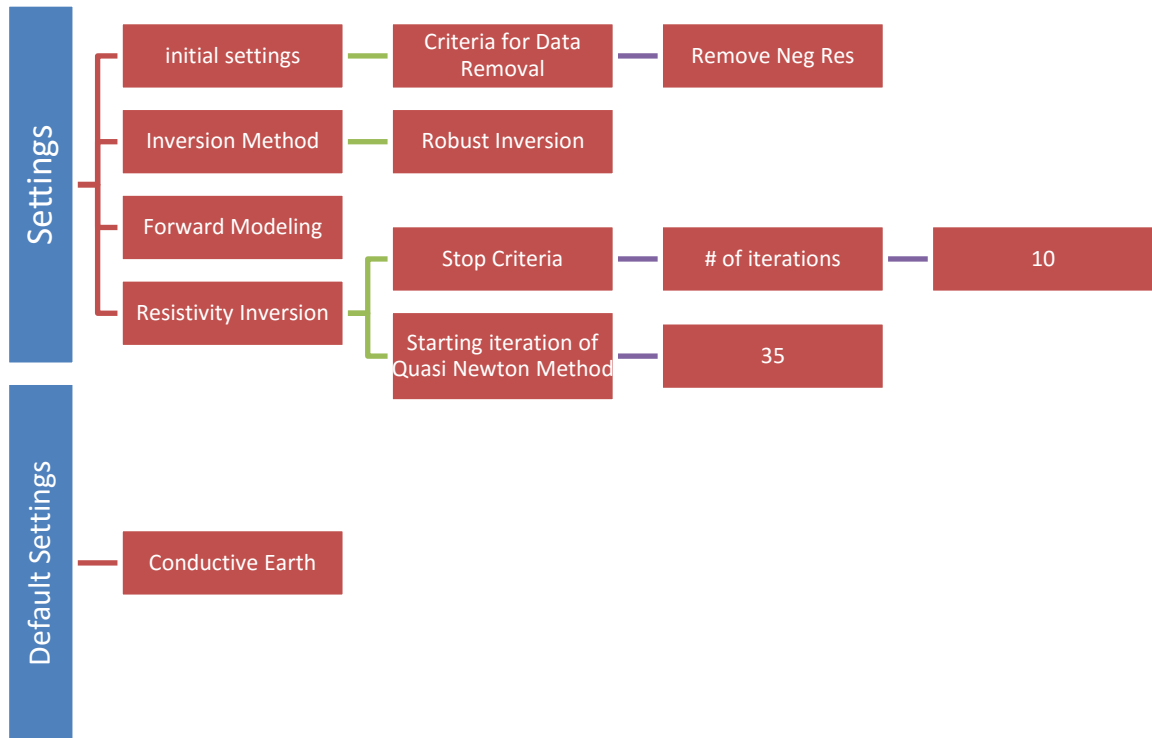 Settings
initial settings
Criteria for Data
Removal
Remove Neg Res
Inversion Method
Robust Inversion
Forward Modeling
Resistivity Inversion
Stop Criteria
# of iterations
10
Starting iteration of
Quasi Newton Method
35
Default Settings
Conductive Earth